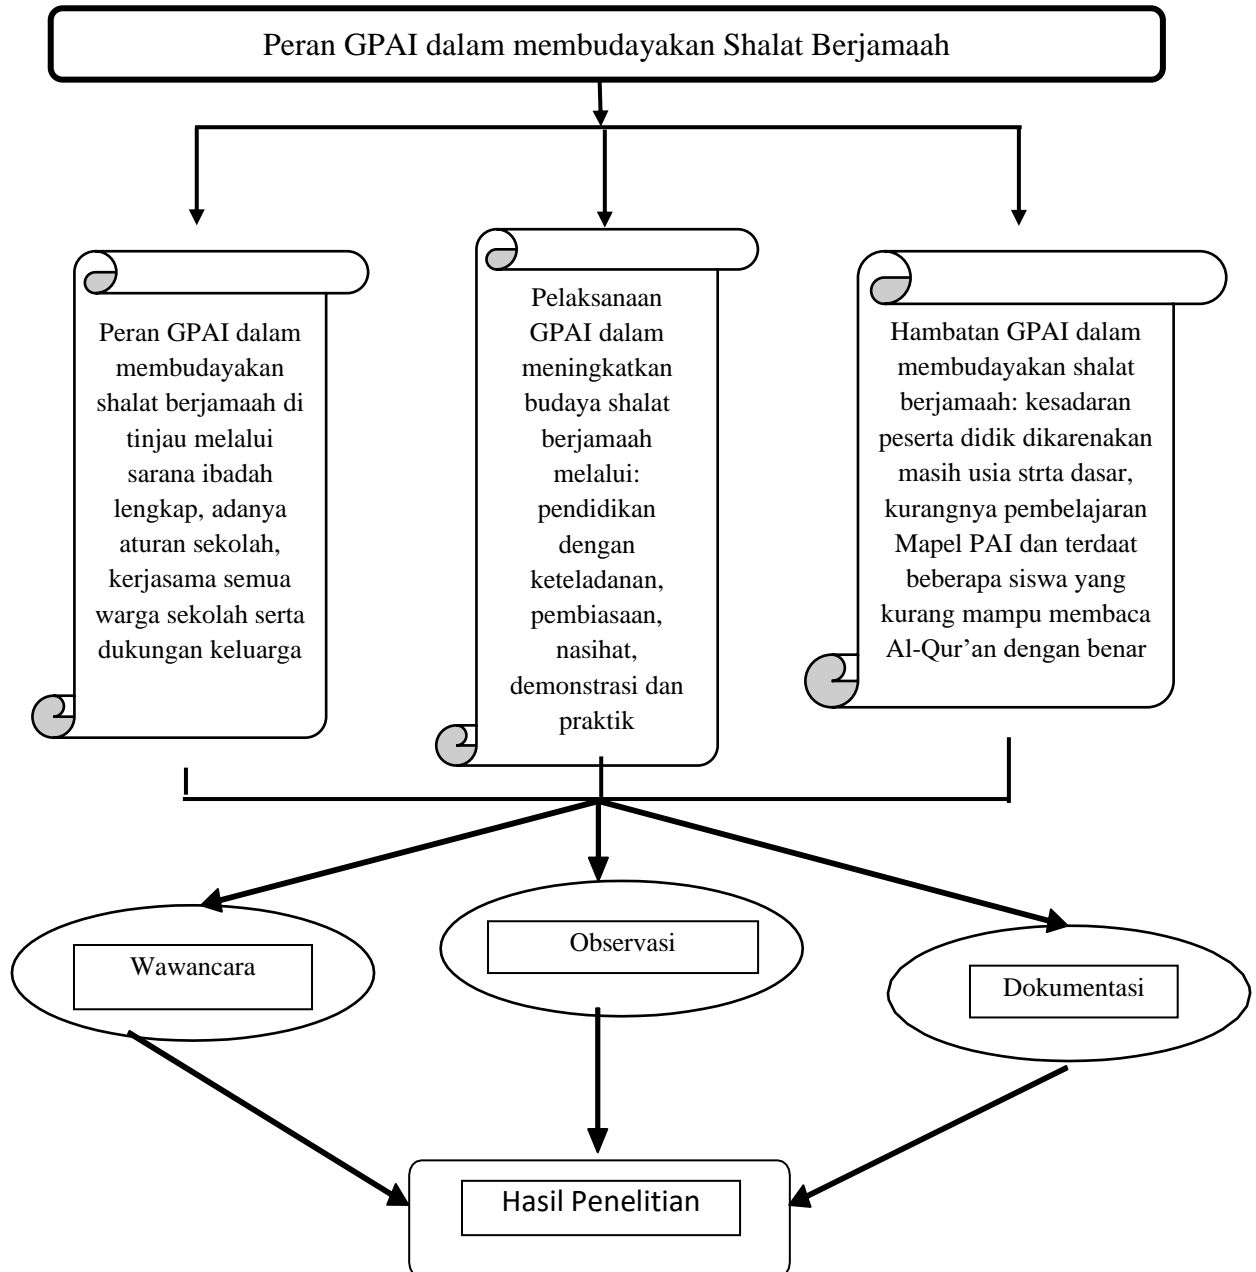 Peran GPAI dalam membudayakan Shalat Berjamaah
Peran GPAI dalam
membudayakan
shalat berjamaah di
tinjau melalui
sarana ibadah
lengkap, adanya
aturan sekolah,
kerjasama semua
warga sekolah serta
dukungan keluarga
Pelaksanaan
GPAI dalam
meningkatkan
budaya shalat
berjamaah
melalui:
pendidikan
dengan
keteladanan,
pembiasaan,
nasihat,
demonstrasi dan
praktik
Hambatan GPAI dalam
membudayakan shalat
berjamaah: kesadaran
peserta didik dikarenakan
masih usia strta dasar,
kurangnya pembelajaran
Mapel PAI dan terdaat
beberapa siswa yang
kurang mampu membaca
Al-Qur’an dengan benar
Wawancara
Observasi
Dokumentasi
Hasil Penelitian